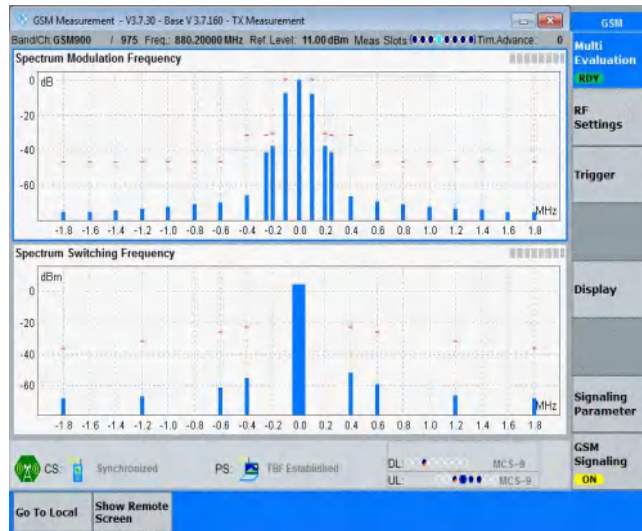 GSM Measurement - V3.7.30 - Base V 3.7.160 - TX Measurement
GSM
Band/Ch: GSM900 / 975 Freq.: 880.20000 MHz Ref. Level: 11.00 dBm Meas Slots Tim.Advance: 0
Multi Evaluation
RDY
Spectrum Modulation Frequency
dB
0
-20
-40
-60
MHz
-1.8 -1.6 -1.4 -1.2 -1.0 -0.8 -0.6 -0.4 -0.2 0.0 0.2 0.4 0.6 0.8 1.0 1.2 1.4 1.6 1.8
RF
Settings
Trigger
Spectrum Switching Frequency
dBm
0
-20
-40
-60
MHz
-1.8 -1.6 -1.4 -1.2 -1.0 -0.8 -0.6 -0.4 -0.2 0.0 0.2 0.4 0.6 0.8 1.0 1.2 1.4 1.6 1.8
Display
Signaling
Parameter
CS: Synchronized PS: TBF Established DL: MCS-9
UL: MCS-9
GSM
Signaling
ON
Go To Local
Show Remote
Screen